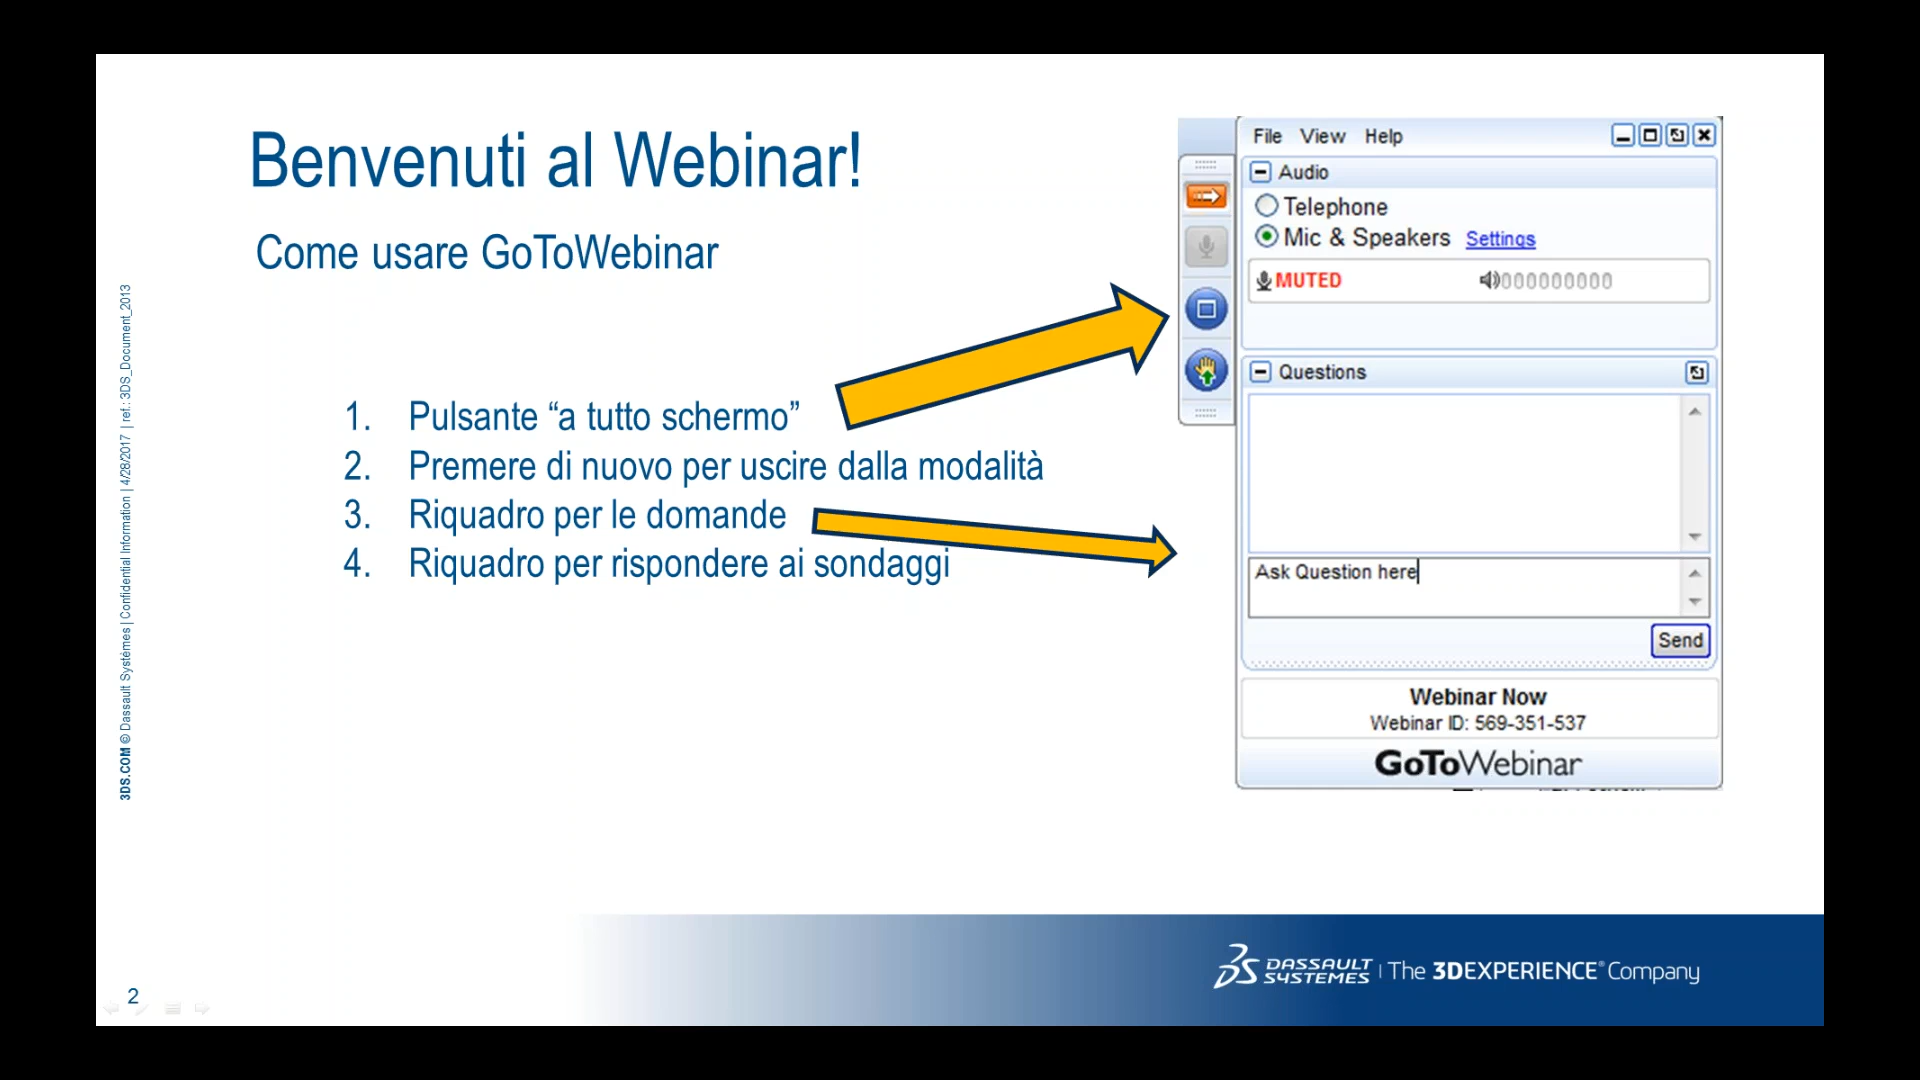 Benvenuti al Webinar!
Come usare GoToWebinar
1. Pulsante “a tutto schermo”
2. Premere di nuovo per uscire dalla modalità
3. Riquadro per le domande
4. Riquadro per rispondere ai sondaggi
File View Help
Audio
Telephone
Mic & Speakers Settings
MUTED
000000000
Questions
Ask Question here
Send
Webinar Now
Webinar ID: 569-351-537
GoToWebinar
3DS.COM © Dassault Systèmes | Confidential Information | 4/28/2017 | ref.: 3DS_Document_2013
2
DASSAULT SYSTEMES | The 3DEXPERIENCE® Company